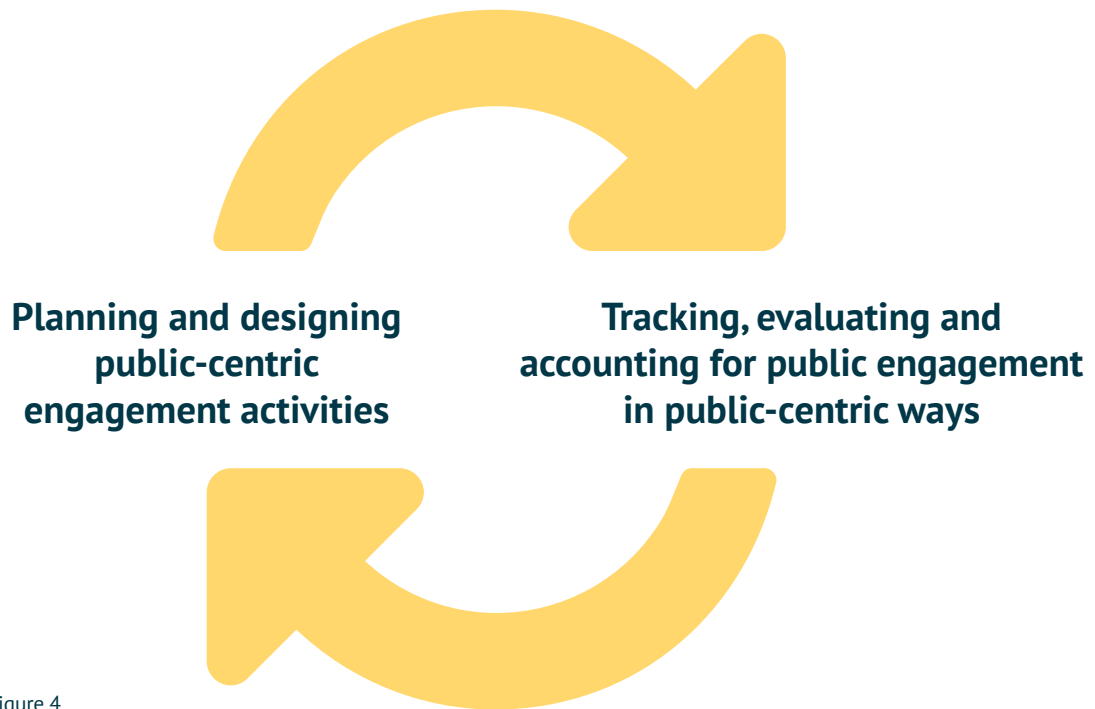 Planning and designing
public-centric
engagement activities
Tracking, evaluating and
accounting for public engagement
in public-centric ways
igure 4